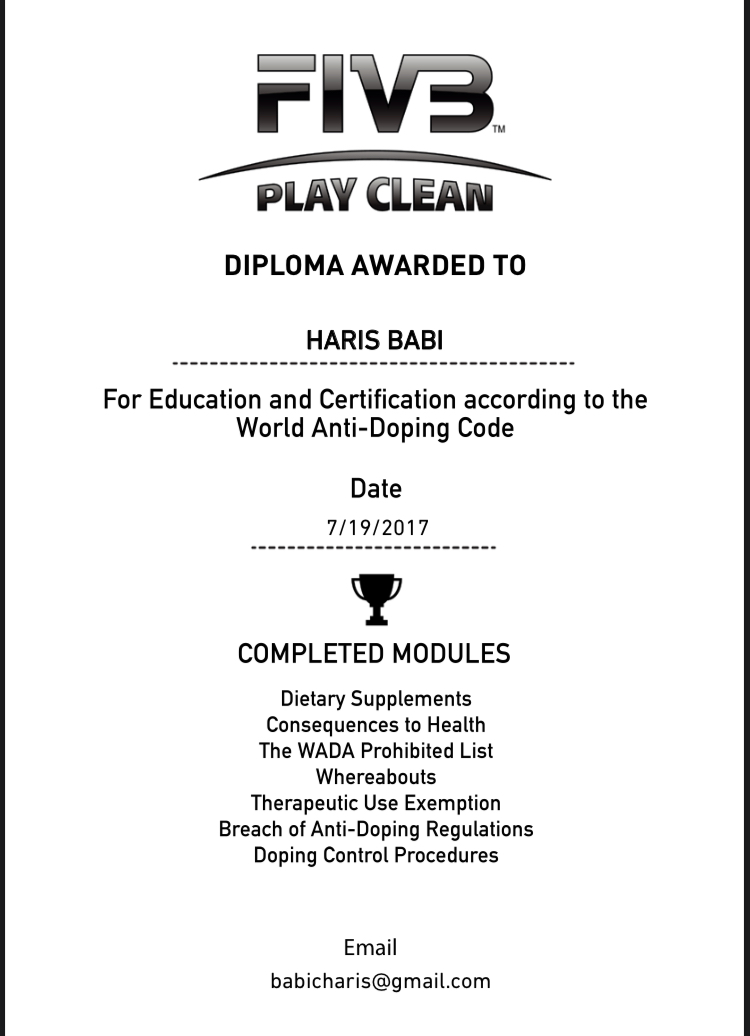 FIVB
TM
PLAY CLEAN
DIPLOMA AWARDED TO
HARIS BABI
For Education and Certification according to the
World Anti-Doping Code
Date
7/19/2017
COMPLETED MODULES
Dietary Supplements
Consequences to Health
The WADA Prohibited List
Whereabouts
Therapeutic Use Exemption
Breach of Anti-Doping Regulations
Doping Control Procedures
Email
babicharis@gmail.com